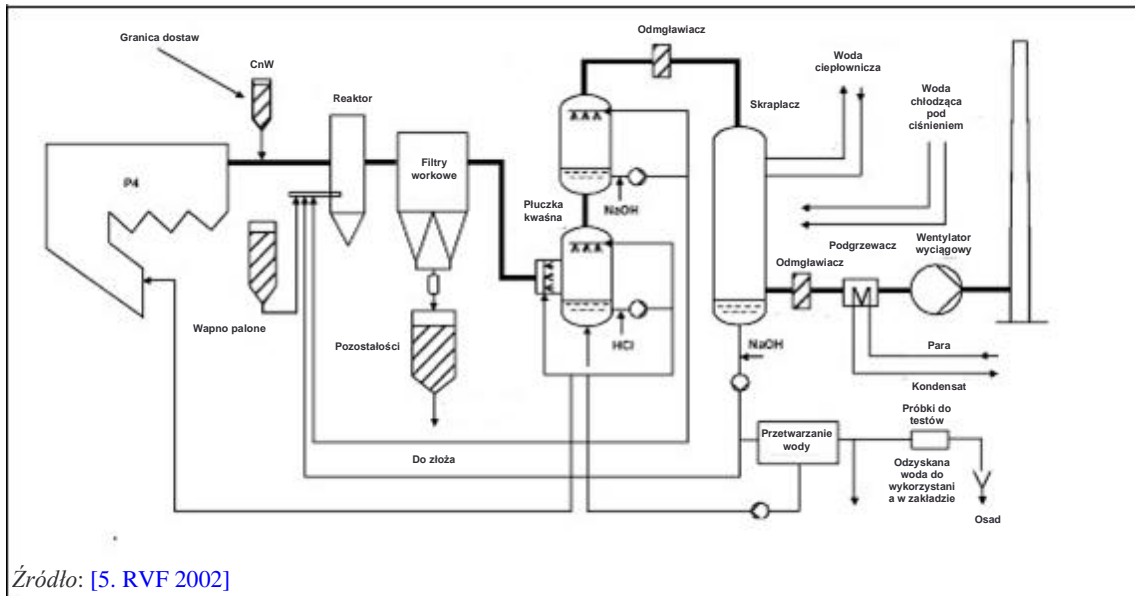 Granica dostaw
CnW
Odmgławiacz
Woda
ciepłownicza
Reaktor
Skraplacz
Woda
chłodząca
pod
ciśnieniem
P4
Filtry
workowe
Płuczka
kwaśna
NaOH
Odmgławiacz
Podgrzewacz
Wentylator
wyciągowy
M
Wapno palone
Pozostałości
HCl
NaOH
Para
Kondensat
Próbki do
testów
Przetwarzanie
wody
Do złoża
Odzyskana
woda do
wykorzystani
a w zakładzie
Osad
Źródło: [5. RVF 2002]